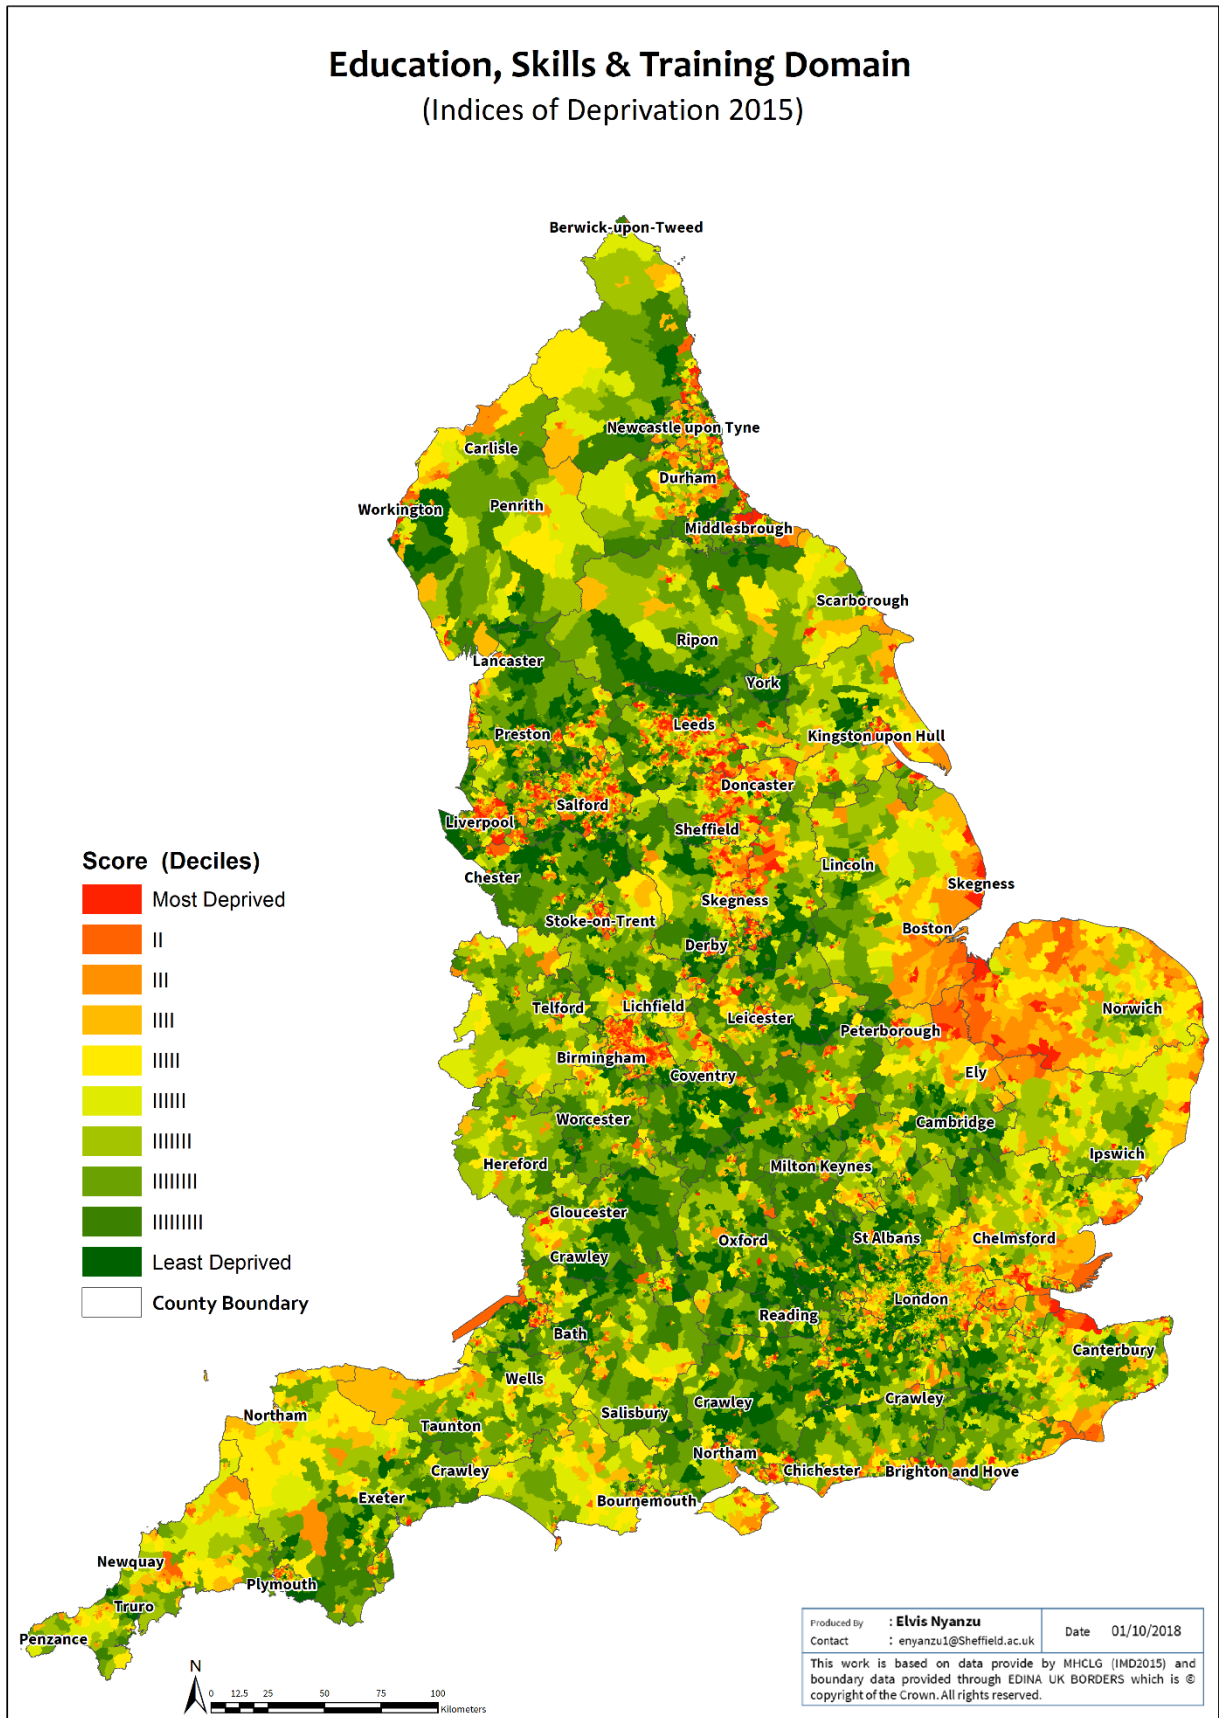 Education, Skills & Training Domain
(Indices of Deprivation 2015)
Berwick-upon-Tweed
Newcastle upon Tyne
Carlisle
Durham
Workington
Penrith
Middlesbrough
Scarborough
Ripon
Lancaster
York
Leeds
Preston
Kingston upon Hull
Doncaster
Salford
Liverpool
Sheffield
Lincoln
Chester
Skegness
Skegness
Stoke-on-Trent
Boston
Derby
Telford
Lichfield
Norwich
Leicester
Peterborough
Birmingham
Ely
Coventry
Worcester
Cambridge
Ipswich
Hereford
Milton Keynes
Gloucester
St Albans
Chelmsford
Oxford
Crawley
London
Reading
Bath
Canterbury
Wells
Crawley
Crawley
Northam
Salisbury
Taunton
Northam
Crawley
Chichester
Brighton and Hove
Exeter
Bournemouth
Newquay
Plymouth
Truro
Penzance
Score (Deciles)
Most Deprived
II
III
IIII
IIIII
IIIIII
IIIIIII
IIIIIIII
IIIIIIIII
Least Deprived
County Boundary
N
0 12.5 25 50 75 100
Kilometers
Produced By : Elvis Nyanzu
Contact : enyanzu1@Sheffield.ac.uk
Date 01/10/2018
This work is based on data provide by MHCLG (IMD2015) and
boundary data provided through EDINA UK BORDERS which is ©
copyright of the Crown. All rights reserved.